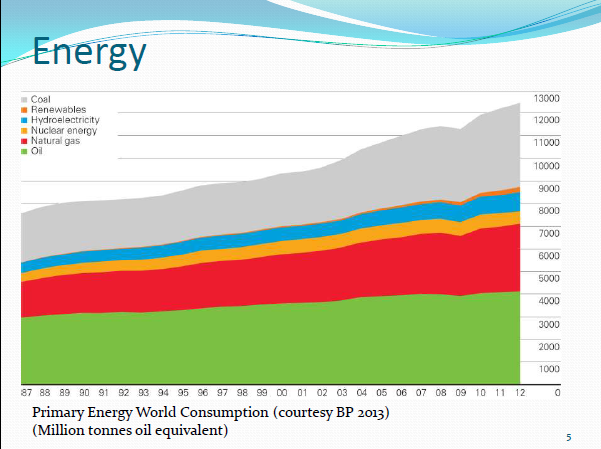 Energy
Coal
Renewables
Hydroelectricity
Nuclear energy
Natural gas
Oil
13000
12000
11000
10000
9000
8000
7000
6000
5000
4000
3000
2000
1000
0
87 88 89 90 91 92 93 94 95 96 97 98 99 00 01 02 03 04 05 06 07 08 09 10 11 12
Primary Energy World Consumption (courtesy BP 2013)
(Million tonnes oil equivalent)
5